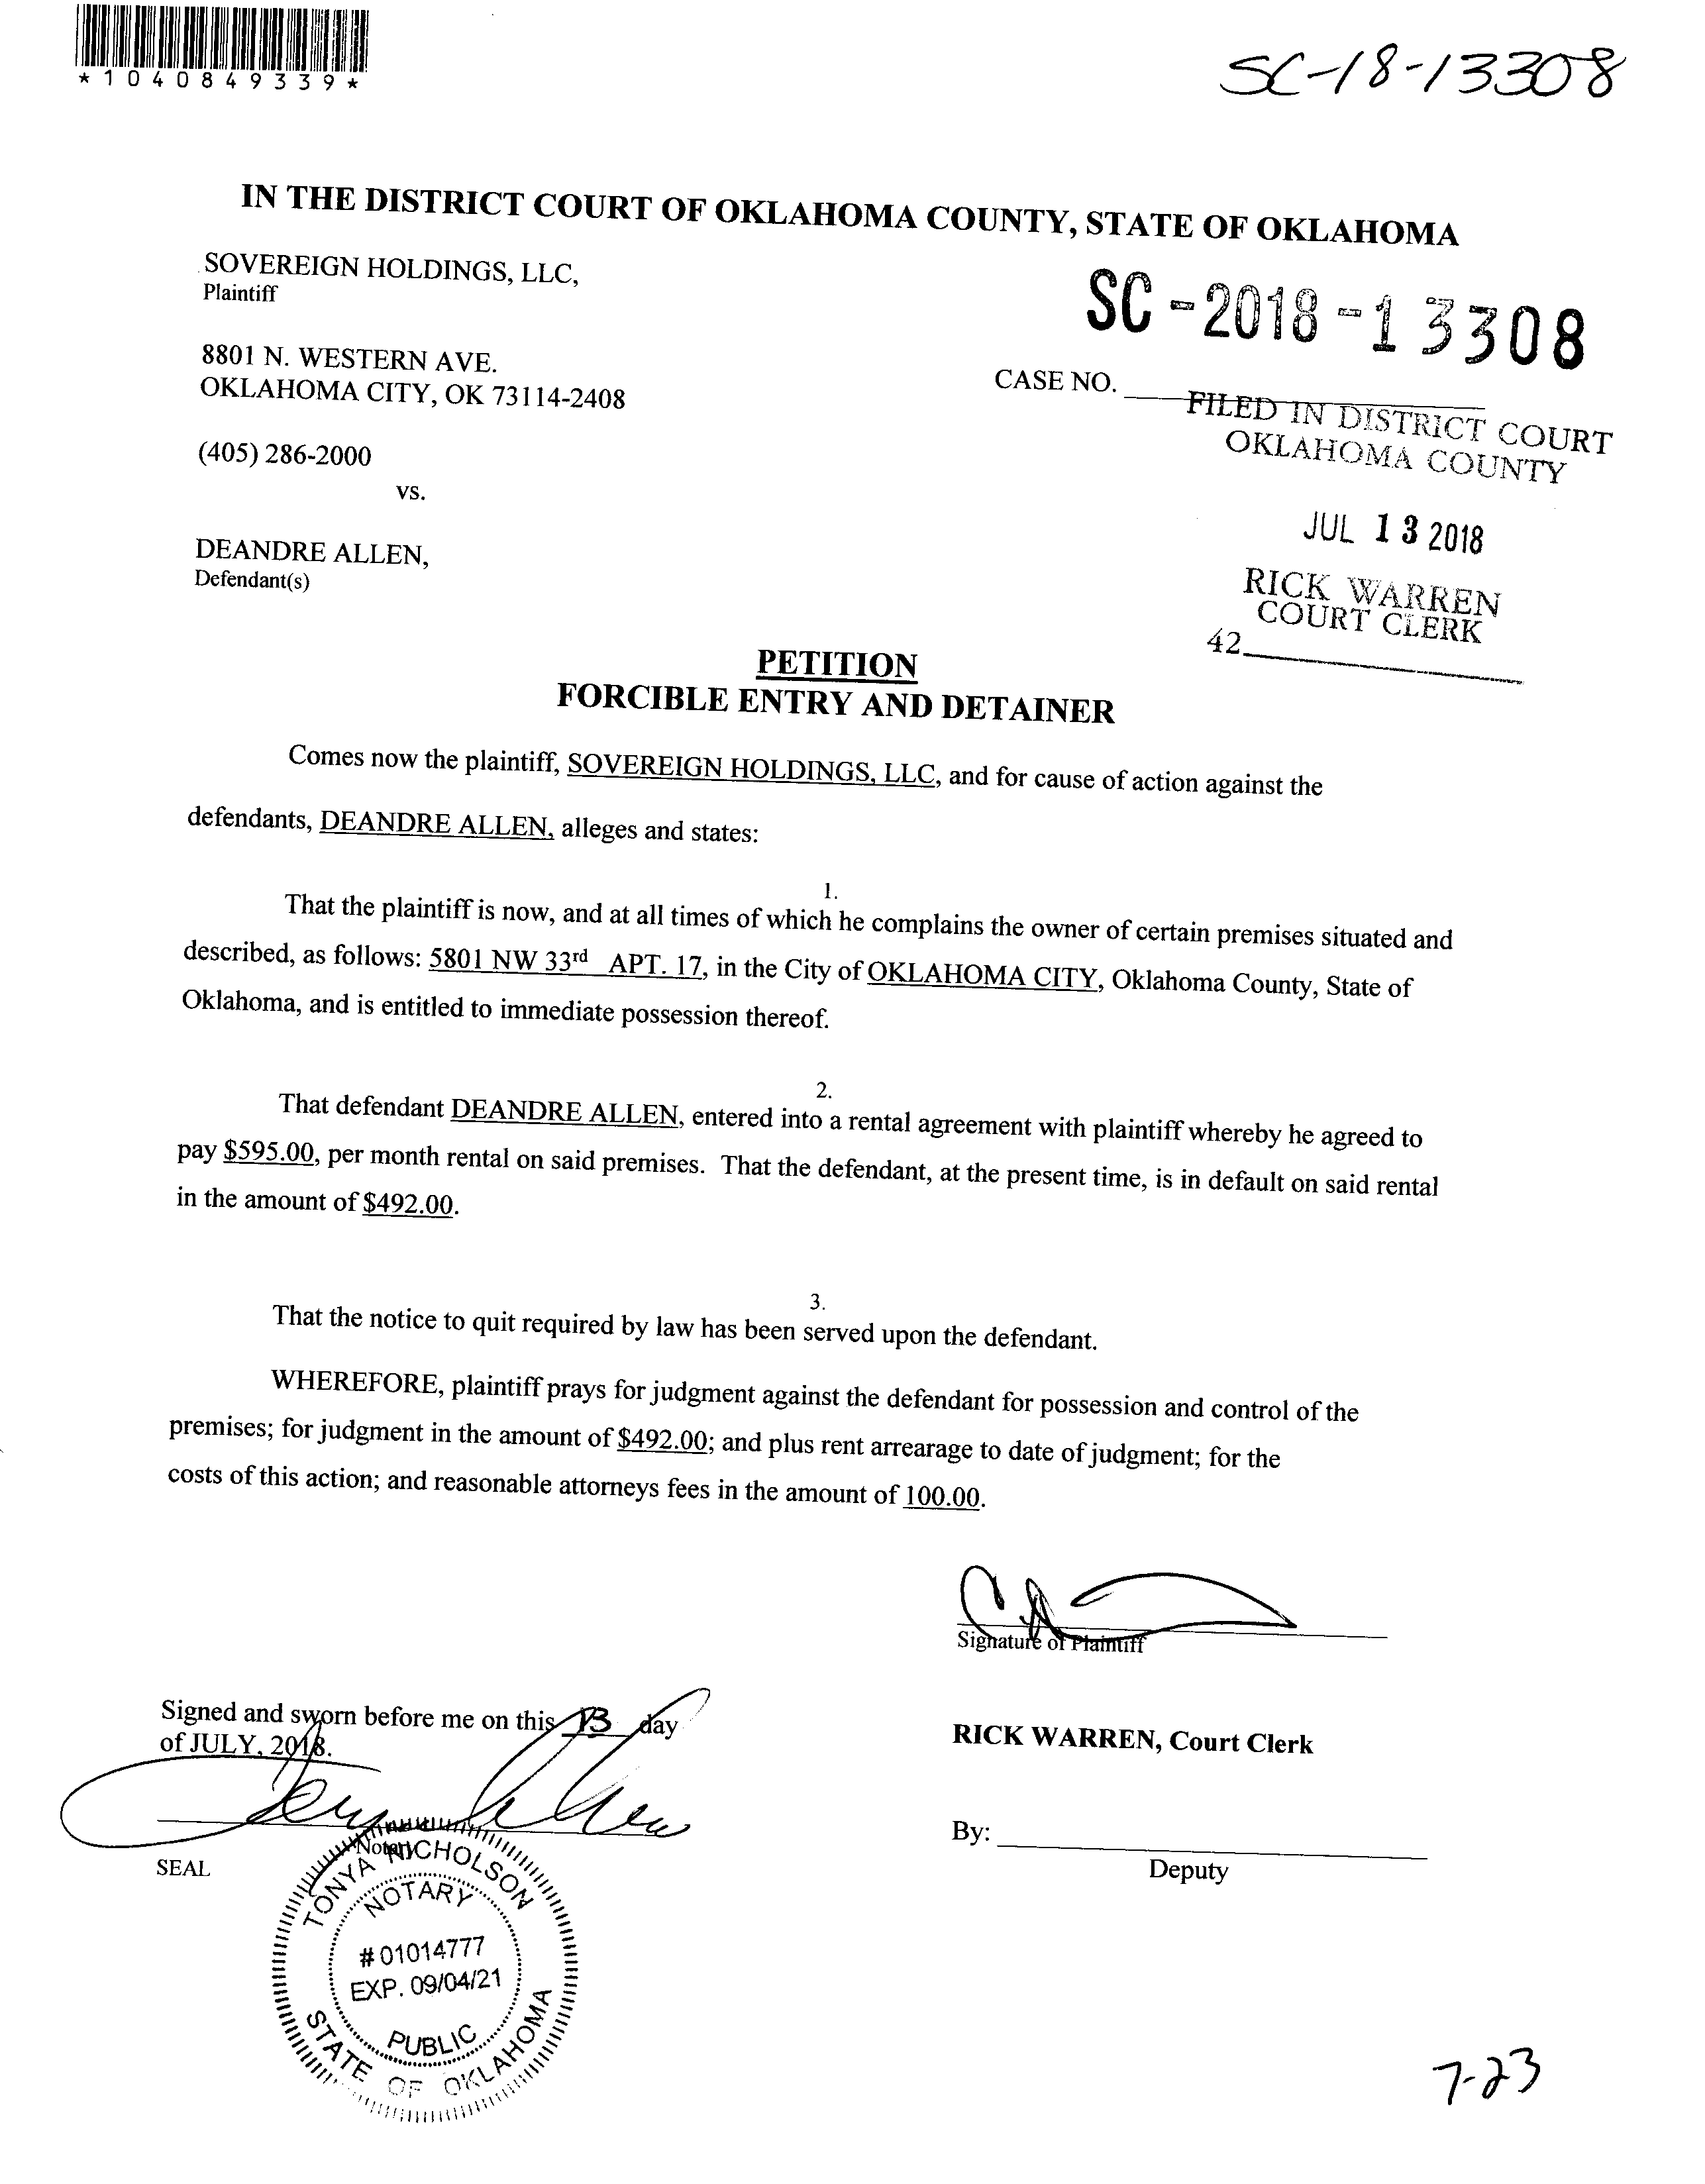 *1040849339*
SC-18-13308
IN THE DISTRICT COURT OF OKLAHOMA COUNTY, STATE OF OKLAHOMA
SOVEREIGN HOLDINGS, LLC,
Plaintiff
SC-2018-13308
8801 N. WESTERN AVE.
OKLAHOMA CITY, OK 73114-2408
CASE NO.
FILED IN DISTRICT COURT
OKLAHOMA COUNTY
(405) 286-2000
vs.
JUL 13 2018
DEANDRE ALLEN,
Defendant(s)
RICK WARREN
COURT CLERK
42
PETITION
FORCIBLE ENTRY AND DETAINER
Comes now the plaintiff, SOVEREIGN HOLDINGS, LLC, and for cause of action against the
defendants, DEANDRE ALLEN, alleges and states:
1.
That the plaintiff is now, and at all times of which he complains the owner of certain premises situated and
described, as follows: 5801 NW 33rd APT. 17, in the City of OKLAHOMA CITY, Oklahoma County, State of
Oklahoma, and is entitled to immediate possession thereof.
2.
That defendant DEANDRE ALLEN, entered into a rental agreement with plaintiff whereby he agreed to
pay $595.00, per month rental on said premises. That the defendant, at the present time, is in default on said rental
in the amount of $492.00.
3.
That the notice to quit required by law has been served upon the defendant.
WHEREFORE, plaintiff prays for judgment against the defendant for possession and control of the
premises; for judgment in the amount of $492.00; and plus rent arrearage to date of judgment; for the
costs of this action; and reasonable attorneys fees in the amount of 100.00.
Signature of Plaintiff
Signed and sworn before me on this 13 day
of JULY, 2018.
RICK WARREN, Court Clerk
Notary
By:
Deputy
SEAL
TONYA NICHOLSON
NOTARY
#01014777
EXP. 09/04/21
PUBLIC
STATE OF OKLAHOMA
7-23